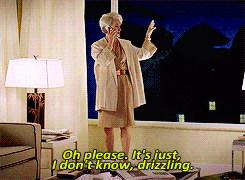 Oh please. It's just,
I don't know, drizzling.